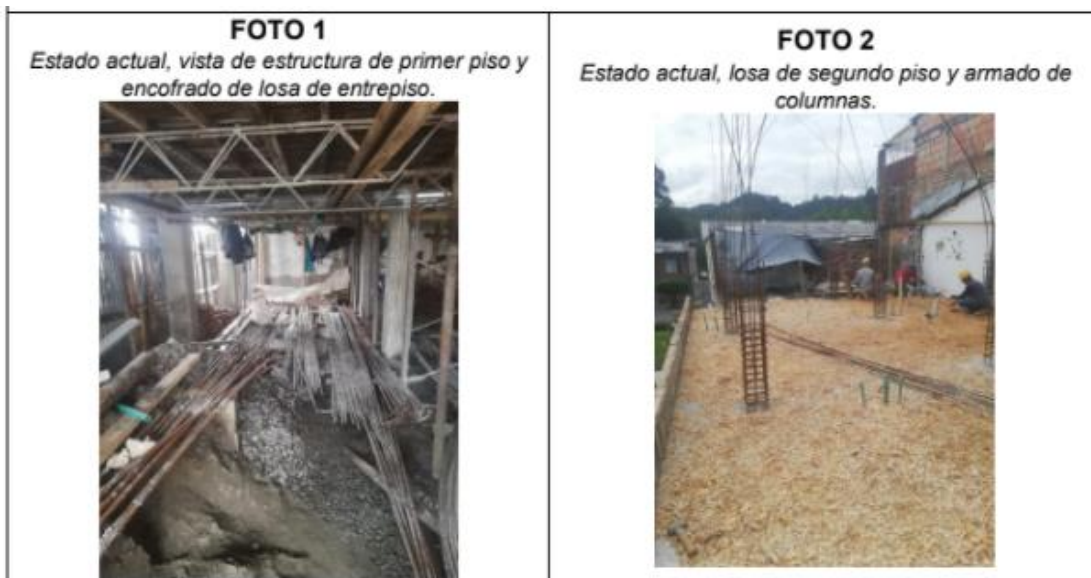 FOTO 1
Estado actual, vista de estructura de primer piso y
encofrado de losa de entrepiso.
FOTO 2
Estado actual, losa de segundo piso y armado de
columnas.